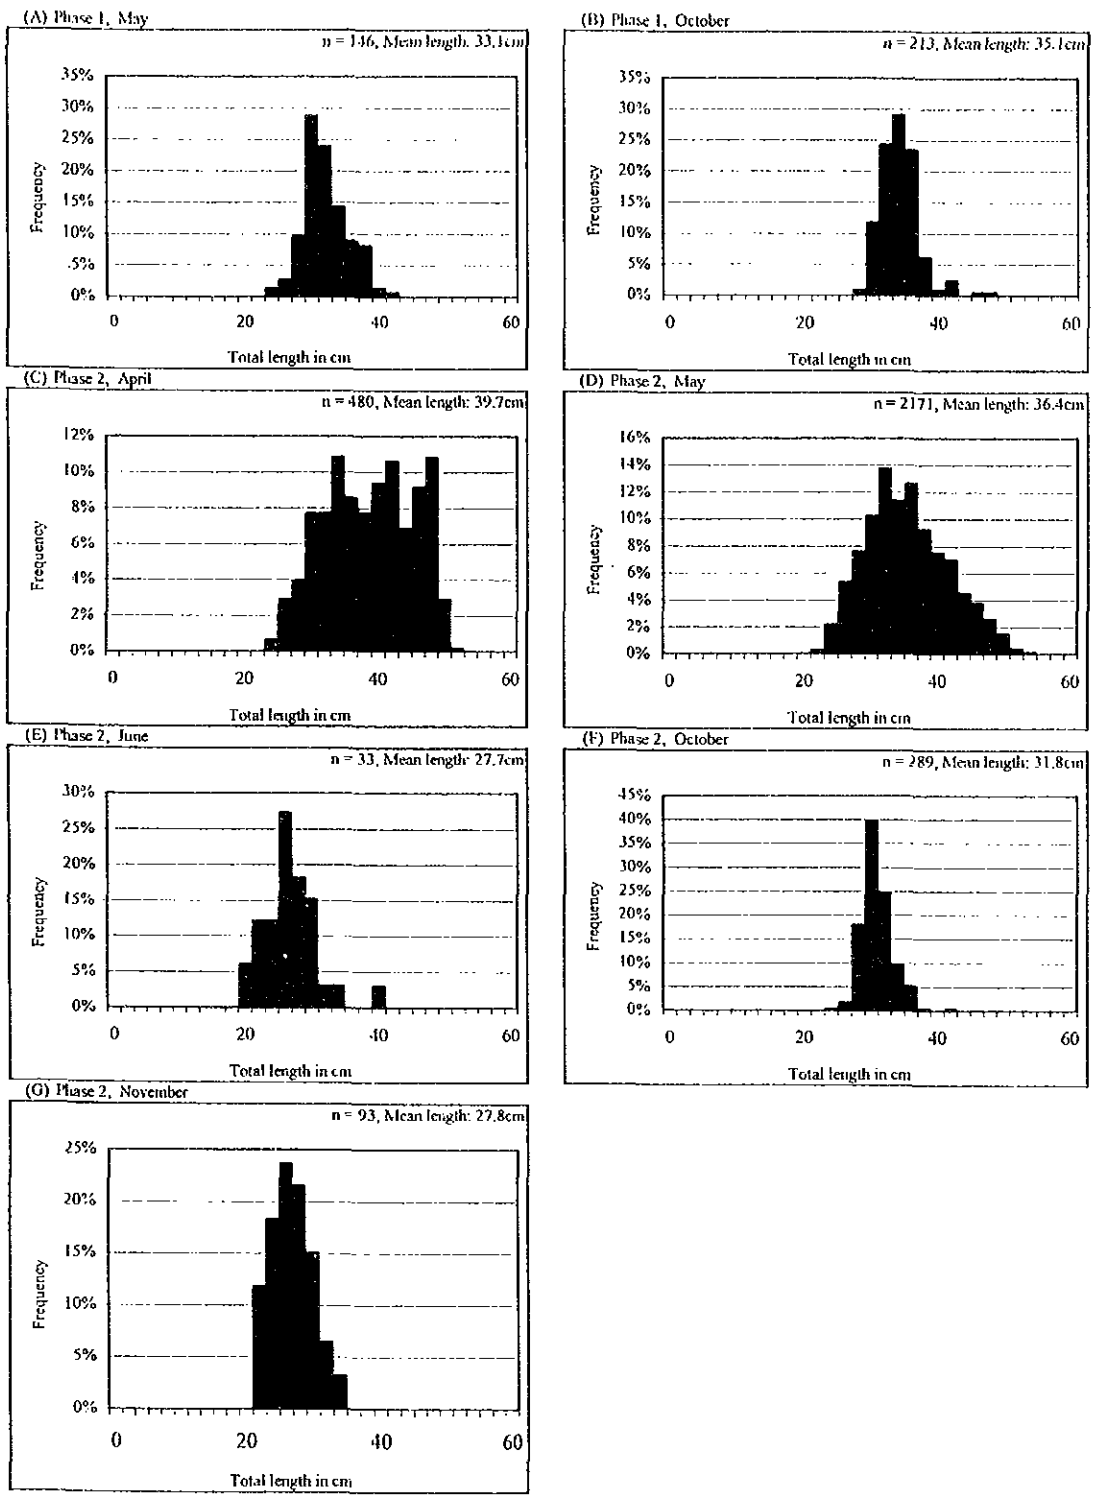 (A) Phase 1, May
n = 146, Mean length: 33.1cm
35%
30%
25%
20%
15%
10%
5%
0%
Frequency
0 20 40 60
Total length in cm
(B) Phase 1, October
n = 213, Mean length: 35.1cm
35%
30%
25%
20%
15%
10%
5%
0%
Frequency
0 20 40 60
Total length in cm
(C) Phase 2, April
n = 480, Mean length: 39.7cm
12%
10%
8%
6%
4%
2%
0%
Frequency
0 20 40 60
Total length in cm
(D) Phase 2, May
n = 2171, Mean length: 36.4cm
16%
14%
12%
10%
8%
6%
4%
2%
0%
Frequency
0 20 40 60
Total length in cm
(E) Phase 2, June
n = 33, Mean length: 27.7cm
30%
25%
20%
15%
10%
5%
0%
Frequency
0 20 40 60
Total length in cm
(F) Phase 2, October
n = 289, Mean length: 31.8cm
45%
40%
35%
30%
25%
20%
15%
10%
5%
0%
Frequency
0 20 40 60
Total length in cm
(G) Phase 2, November
n = 93, Mean length: 27.8cm
25%
20%
15%
10%
5%
0%
Frequency
0 20 40 60
Total length in cm